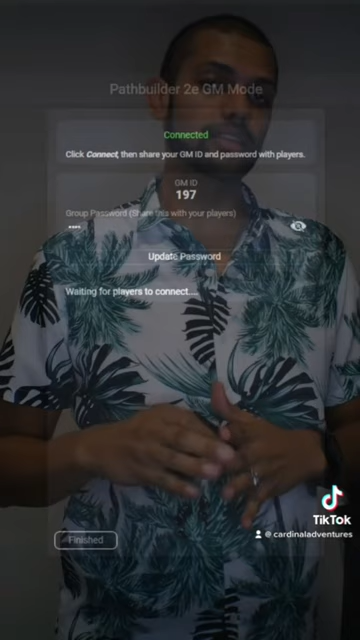 Pathbuilder 2e GM Mode
Connected
Click Connect, then share your GM ID and password with players.
GM ID
197
Group Password (Share this with your players)
••••
Update Password
Waiting for players to connect....
TikTok
@ cardinaladventures
Finished